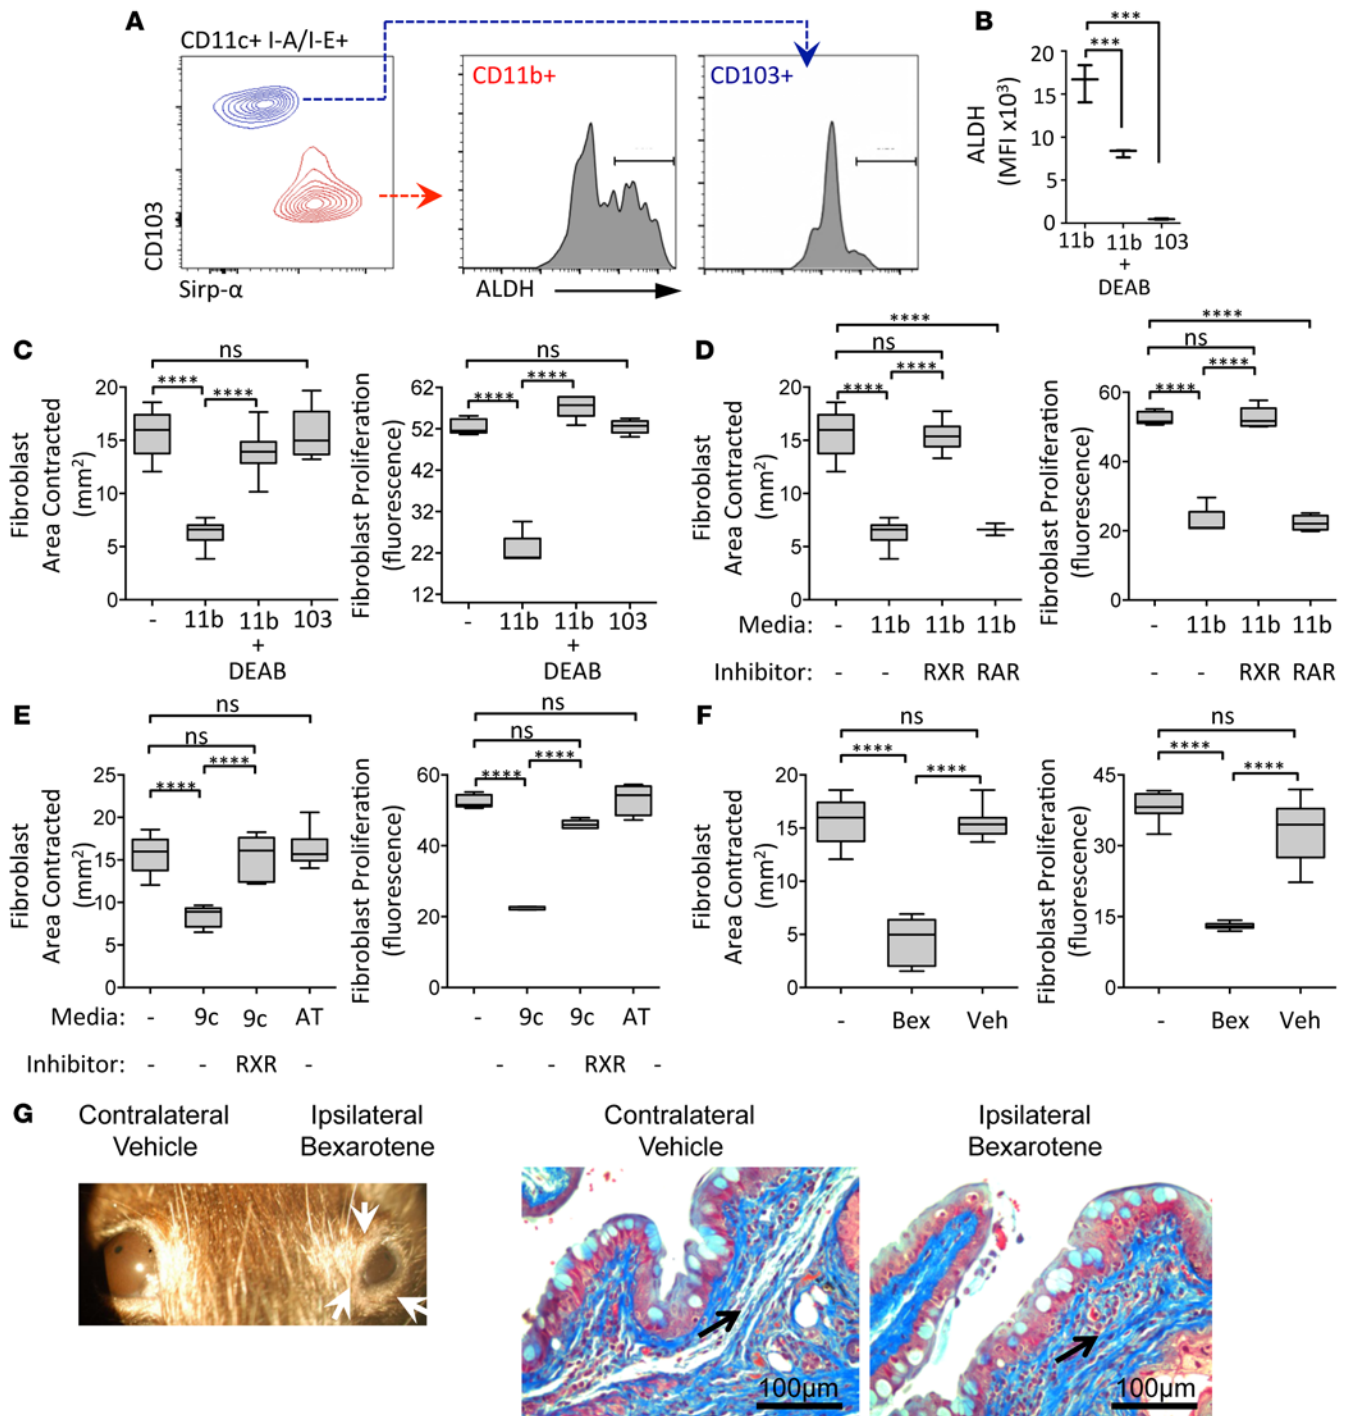 A
CD11c+ I-A/I-E+
CD103
Sirp-α
CD11b+
ALDH
CD103+
B
***
***
ALDH
(MFI x10³)
20
15
10
5
0
11b
11b
103
+
DEAB
C
ns
****
****
Fibroblast
Area Contracted
(mm²)
20
15
10
5
0
-
11b
11b
103
+
DEAB
ns
****
****
Fibroblast Proliferation
(fluorescence)
62
52
42
32
22
12
-
11b
11b
103
+
DEAB
D
****
ns
****
****
Fibroblast
Area Contracted
(mm²)
20
15
10
5
0
Media: - 11b 11b 11b
Inhibitor: - - RXR RAR
****
ns
****
****
Fibroblast Proliferation
(fluorescence)
60
40
20
0
- 11b 11b 11b
- - RXR RAR
E
ns
ns
****
****
Fibroblast
Area Contracted
(mm²)
25
20
15
10
5
0
Media: - 9c 9c AT
Inhibitor: - - RXR -
ns
ns
****
****
Fibroblast Proliferation
(fluorescence)
60
40
20
0
- 9c 9c AT
- - RXR -
F
ns
****
****
Fibroblast
Area Contracted
(mm²)
20
15
10
5
0
- Bex Veh
ns
****
****
Fibroblast Proliferation
(fluorescence)
45
30
15
0
- Bex Veh
G
Contralateral
Vehicle
Ipsilateral
Bexarotene
Contralateral
Vehicle
Ipsilateral
Bexarotene
100µm
100µm